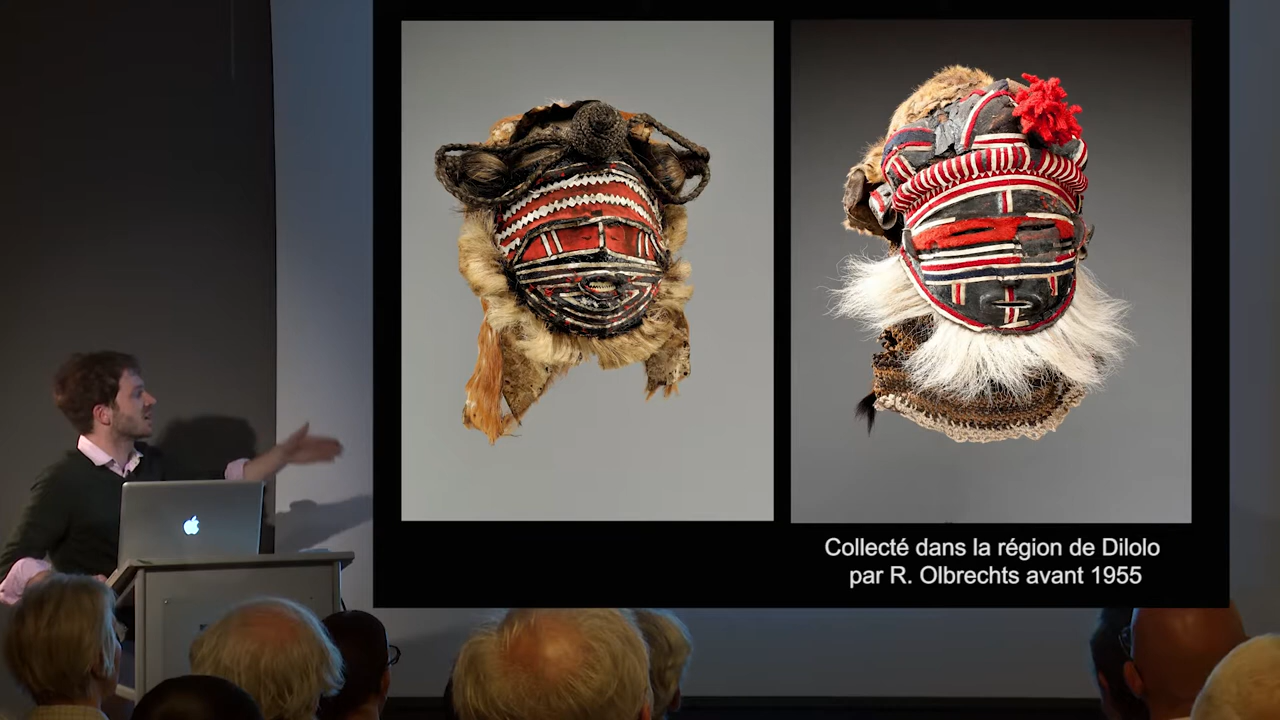 Collecté dans la région de Dilolo
par R. Olbrechts avant 1955